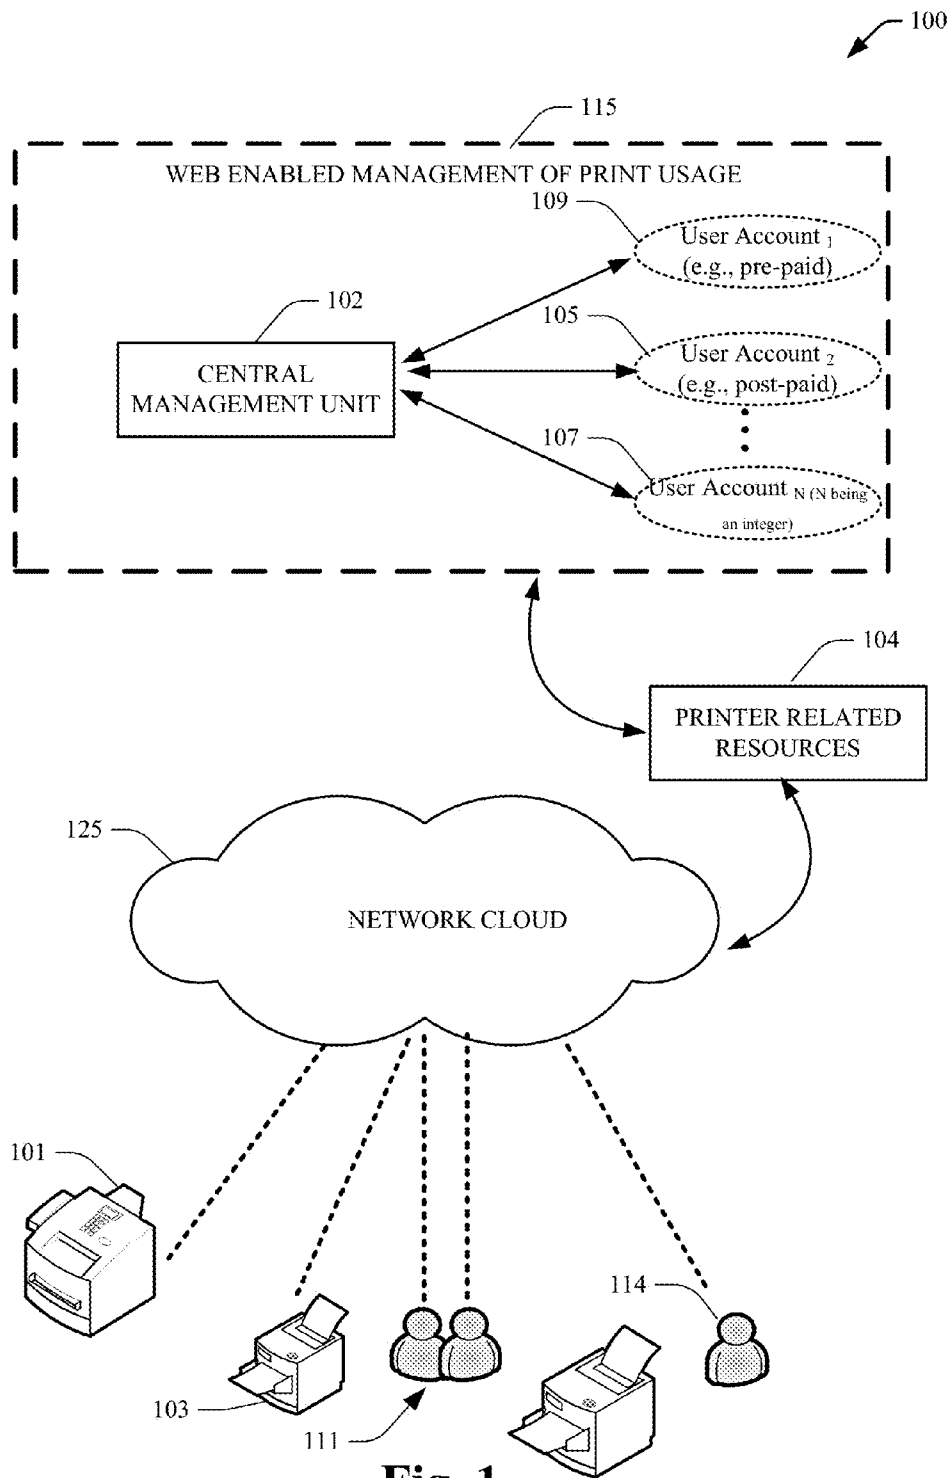 100
115
WEB ENABLED MANAGEMENT OF PRINT USAGE
109
User Account 1
(e.g., pre-paid)
102
105
CENTRAL
MANAGEMENT UNIT
User Account 2
(e.g., post-paid)
107
User Account N (N being
an integer)
104
PRINTER RELATED
RESOURCES
125
NETWORK CLOUD
101
114
103
111
Fig. 1